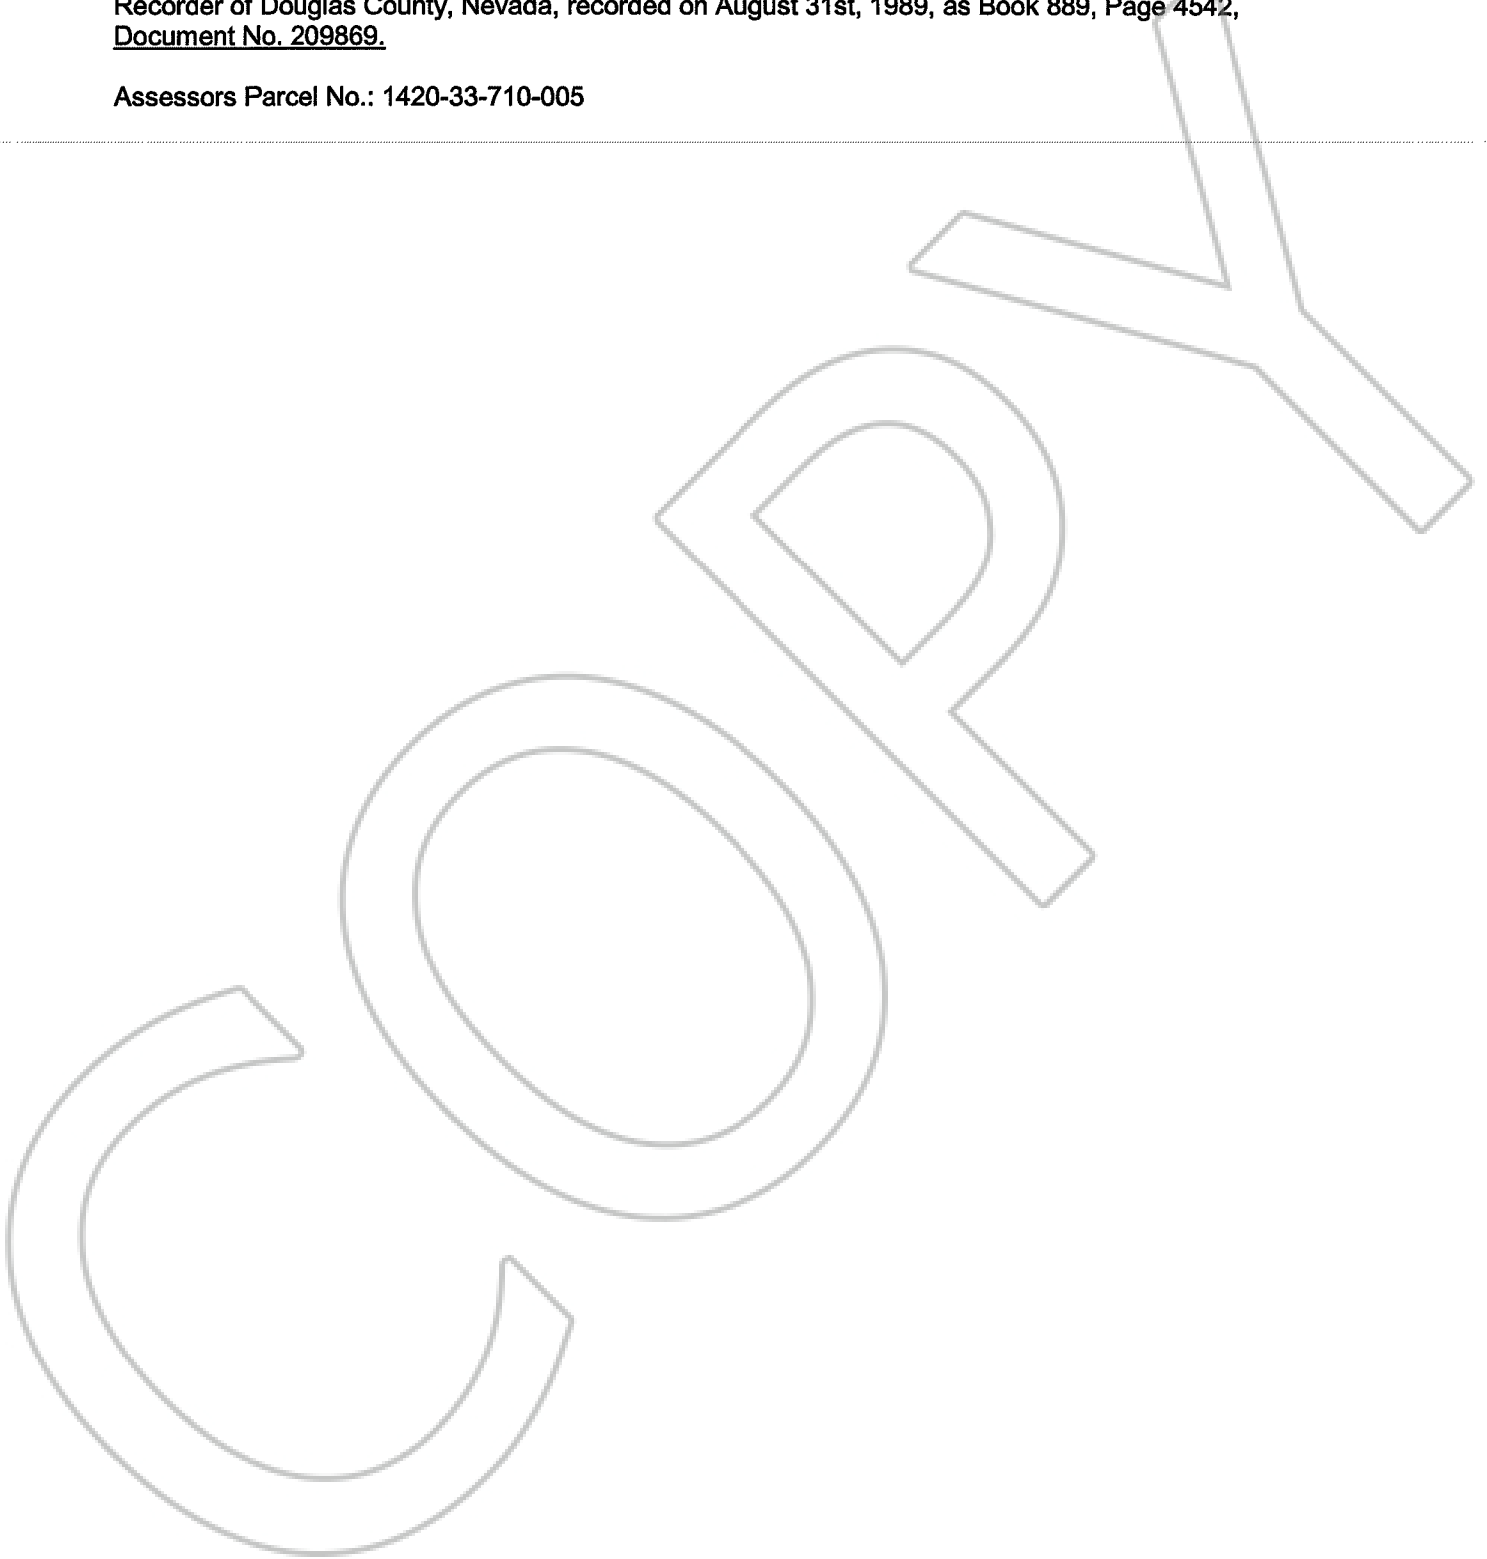 Recorder of Douglas County, Nevada, recorded on August 31st, 1989, as Book 889, Page 4542,
Document No. 209869.
Assessors Parcel No.: 1420-33-710-005
COPY